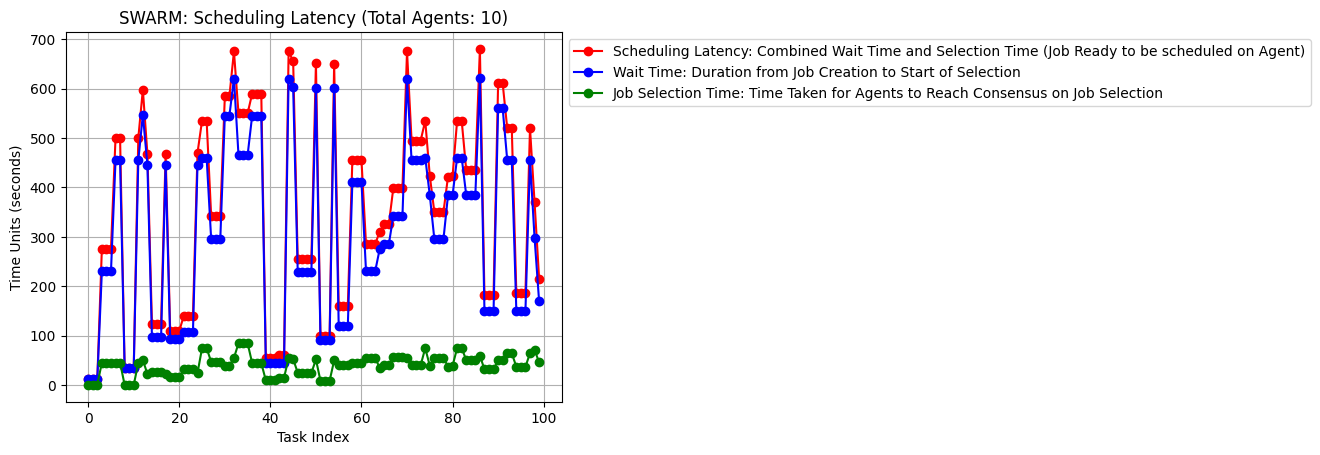 SWARM: Scheduling Latency (Total Agents: 10)
Scheduling Latency: Combined Wait Time and Selection Time (Job Ready to be scheduled on Agent)
Wait Time: Duration from Job Creation to Start of Selection
Job Selection Time: Time Taken for Agents to Reach Consensus on Job Selection
Time Units (seconds)
700
600
500
400
300
200
100
0
0 20 40 60 80 100
Task Index